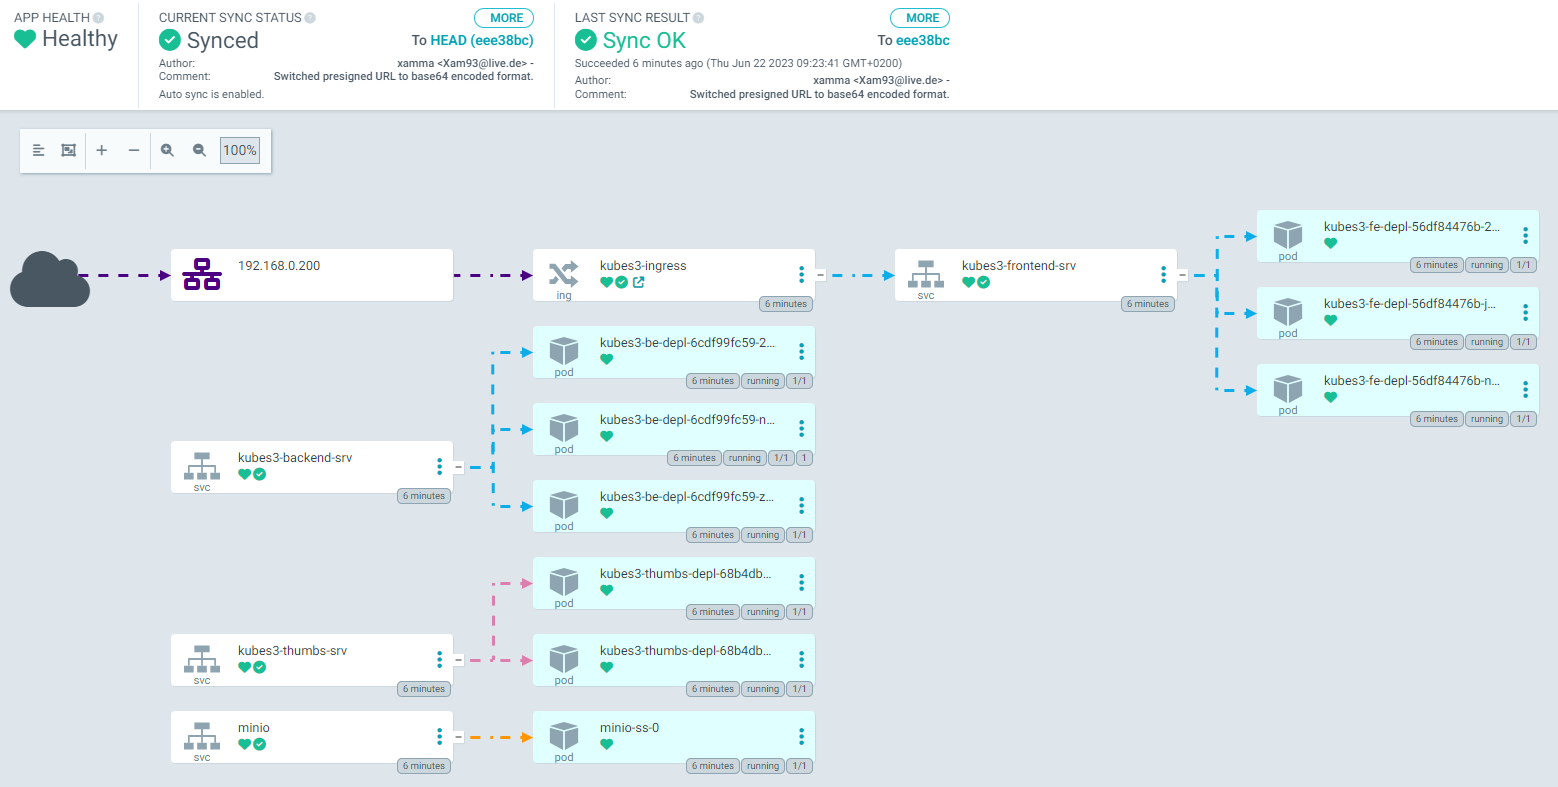 APP HEALTH
Healthy
CURRENT SYNC STATUS
MORE
Synced
To HEAD (eee38bc)
Author: xamma <Xam93@live.de> -
Comment: Switched presigned URL to base64 encoded format.
Auto sync is enabled.
LAST SYNC RESULT
MORE
Sync OK
To eee38bc
Succeeded 6 minutes ago (Thu Jun 22 2023 09:23:41 GMT+0200)
Author: xamma <Xam93@live.de> -
Comment: Switched presigned URL to base64 encoded format.
100%
192.168.0.200
kubes3-ingress
ing
6 minutes
kubes3-frontend-srv
svc
6 minutes
kubes3-fe-depl-56df84476b-2...
pod
6 minutes running 1/1
kubes3-fe-depl-56df84476b-j...
pod
6 minutes running 1/1
kubes3-fe-depl-56df84476b-n...
pod
6 minutes running 1/1
kubes3-backend-srv
svc
6 minutes
kubes3-be-depl-6cdf99fc59-2...
pod
6 minutes running 1/1
kubes3-be-depl-6cdf99fc59-n...
pod
6 minutes running 1/1 1
kubes3-be-depl-6cdf99fc59-z...
pod
6 minutes running 1/1
kubes3-thumbs-srv
svc
6 minutes
kubes3-thumbs-depl-68b4db...
pod
6 minutes running 1/1
kubes3-thumbs-depl-68b4db...
pod
6 minutes running 1/1
minio
svc
6 minutes
minio-ss-0
pod
6 minutes running 1/1